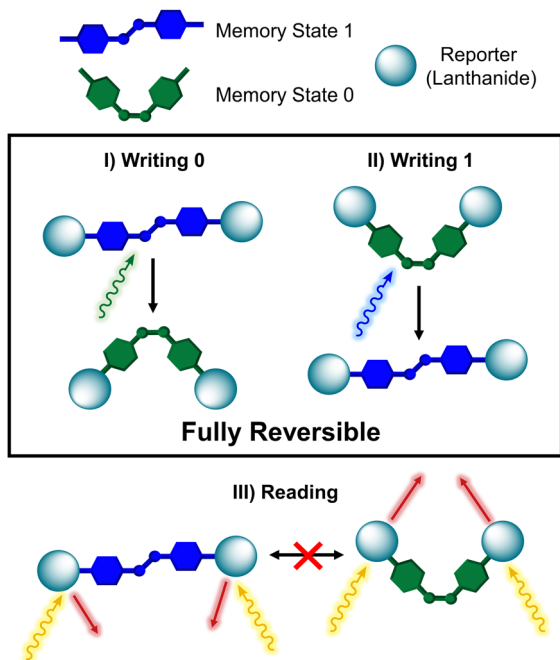 Memory State 1
Memory State 0
Reporter
(Lanthanide)
I) Writing 0
II) Writing 1
Fully Reversible
III) Reading